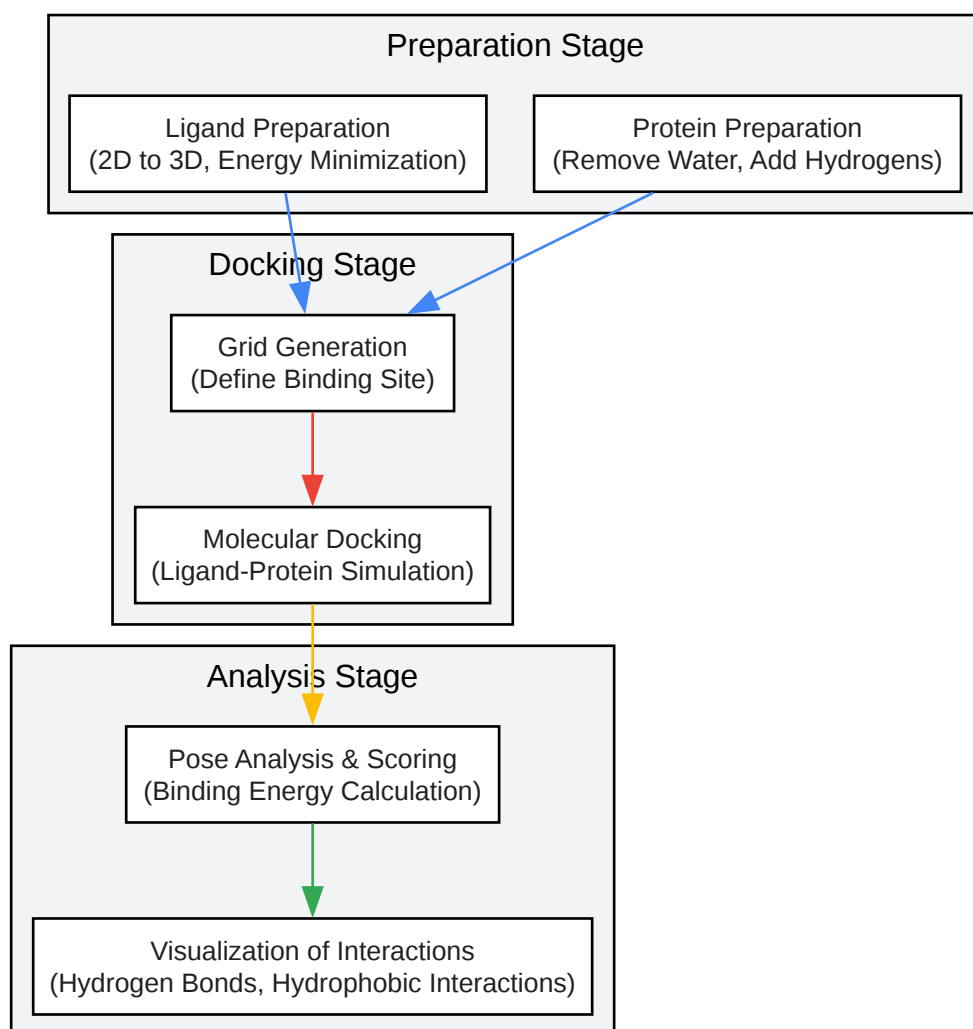 Preparation Stage
Ligand Preparation
(2D to 3D, Energy Minimization)
Protein Preparation
(Remove Water, Add Hydrogens)
Docking Stage
Grid Generation
(Define Binding Site)
Molecular Docking
(Ligand-Protein Simulation)
Analysis Stage
Pose Analysis & Scoring
(Binding Energy Calculation)
Visualization of Interactions
(Hydrogen Bonds, Hydrophobic Interactions)